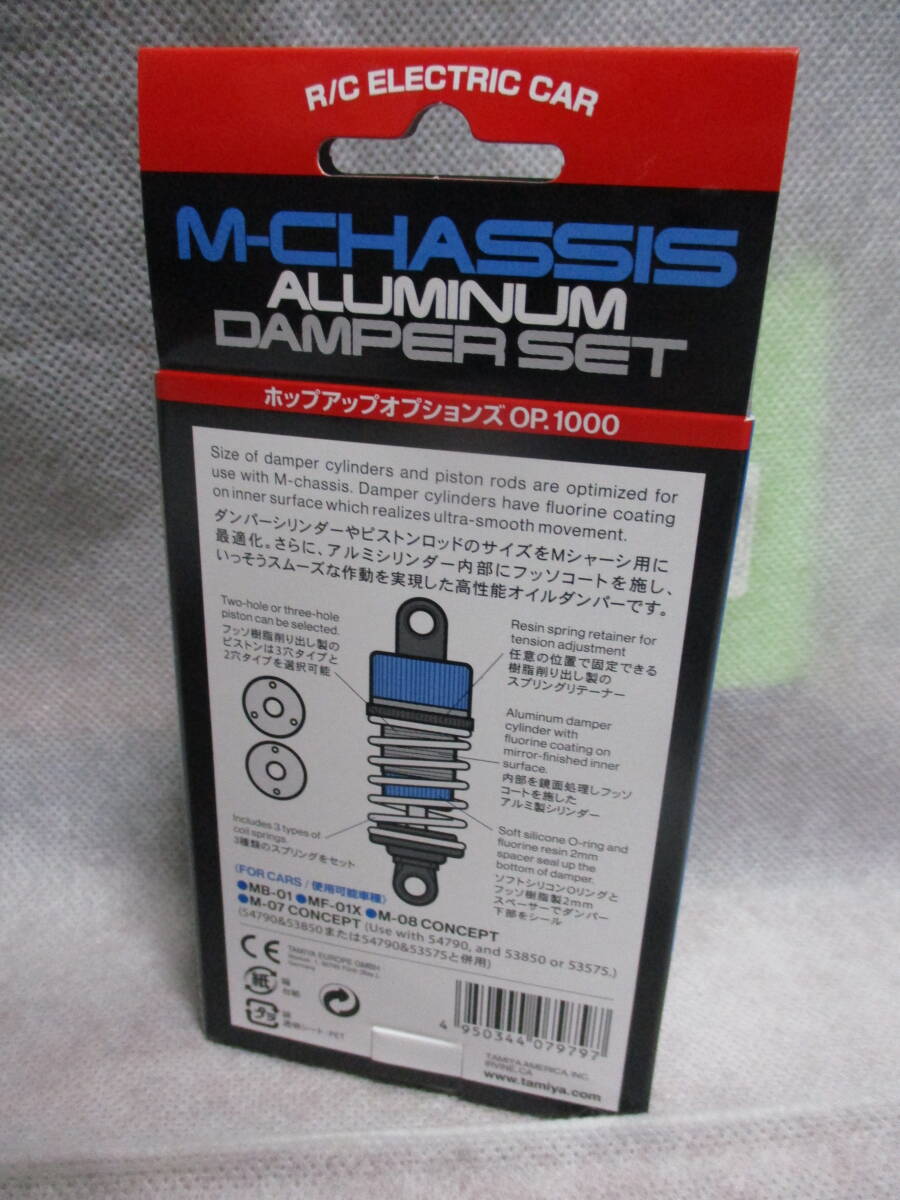 R/C ELECTRIC CAR
M-CHASSIS
ALUMINUM
DAMPER SET
ホップアップオプションズ OP.1000
Size of damper cylinders and piston rods are optimized for
use with M-chassis. Damper cylinders have fluorine coating
on inner surface which realizes ultra-smooth movement.
ダンパーシリンダーやピストンロッドのサイズをMシャーシ用に
最適化。さらに、アルミシリンダー内部にフッソコートを施し、
いっそうスムーズな作動を実現した高性能オイルダンパーです。
Two-hole or three-hole
piston can be selected.
フッソ樹脂削り出し製の
ピストンは3穴タイプと
2穴タイプを選択可能
Resin spring retainer for
tension adjustment
任意の位置で固定できる
樹脂削り出し製の
スプリングリテーナー
Aluminum damper
cylinder with
fluorine coating on
mirror-finished inner
surface.
内部を鏡面処理しフッソ
コートを施した
アルミ製シリンダー
Includes 3 types of
coil springs.
3種類のスプリングをセット
Soft silicone O-ring and
fluorine resin 2mm
spacer seal up the
bottom of damper.
ソフトシリコンOリングと
フッソ樹脂製2mm
スペーサーでダンパー
下部をシール
(FOR CARS / 使用可能車種)
●MB-01 ●MF-01X ●M-08 CONCEPT
●M-07 CONCEPT (Use with 54790, and 53850 or 53575.)
(54790&53850または54790&53575と併用)
CE
TAMIYA EUROPE GMBH
Germany
紙
箱
台紙
プラ
袋
透明シート:PET
4 950344 079797
TAMIYA AMERICA, INC.
IRVINE, CA
www.tamiya.com